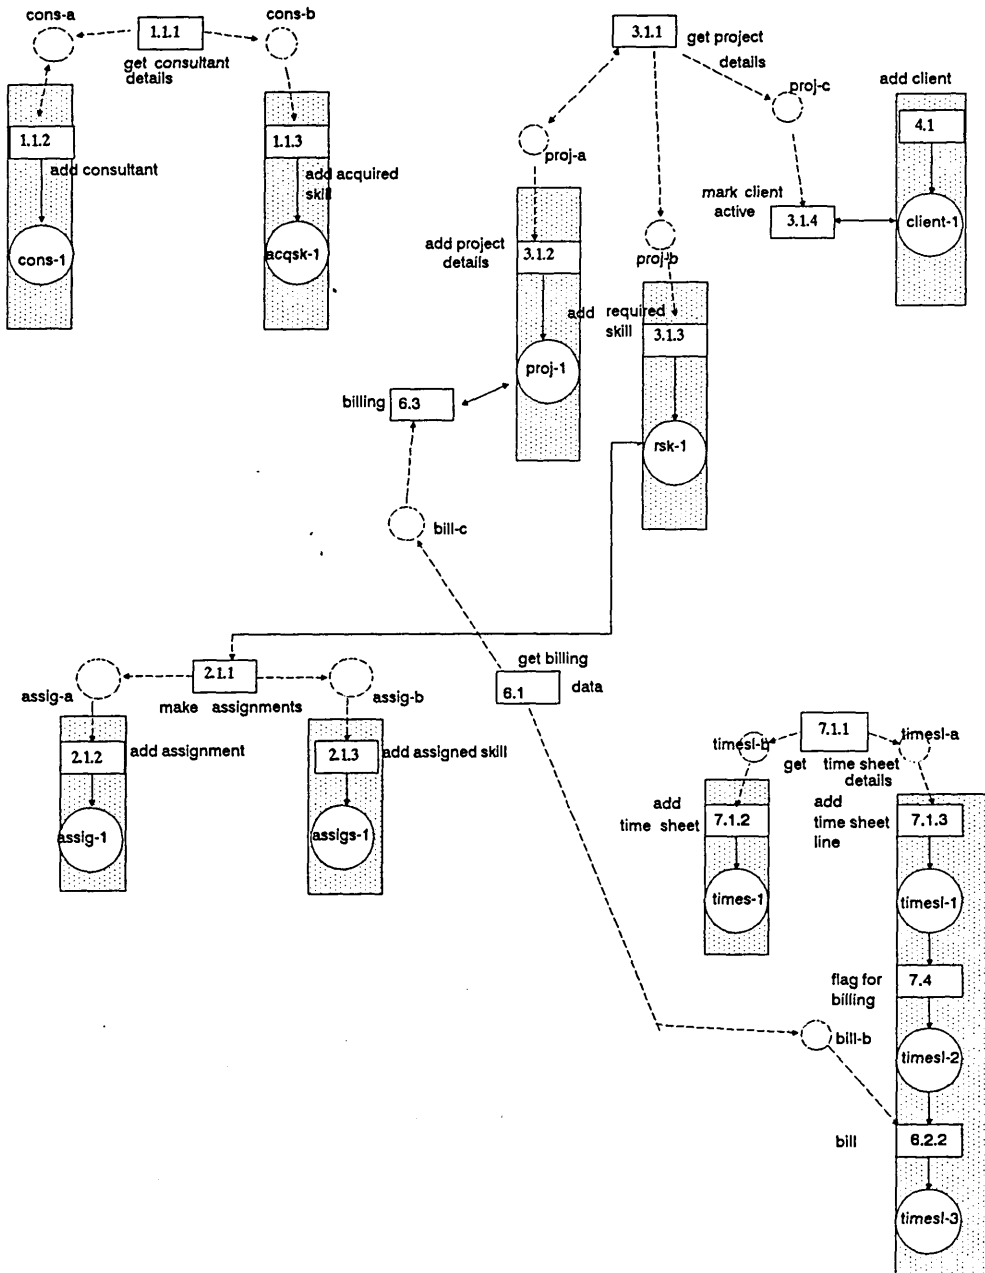 cons-a
1.1.1
cons-b
get consultant
details
1.1.2
add consultant
cons-1
1.1.3
add acquired
skill
acqsk-1
3.1.1
get project
details
proj-c
add client
4.1
proj-a
mark client
active
3.1.4
client-1
add project
details
3.1.2
proj-b
add required
skill
3.1.3
proj-1
billing
6.3
rsk-1
bill-c
get billing
data
6.1
assig-a
2.1.1
assig-b
make assignments
2.1.2
add assignment
2.1.3
add assigned skill
assig-1
assigs-1
timesl-b
7.1.1
timesl-a
get time sheet
details
add
time sheet
7.1.2
add
time sheet
line
7.1.3
times-1
timesl-1
flag for
billing
7.4
bill-b
timesl-2
bill
6.2.2
timesl-3